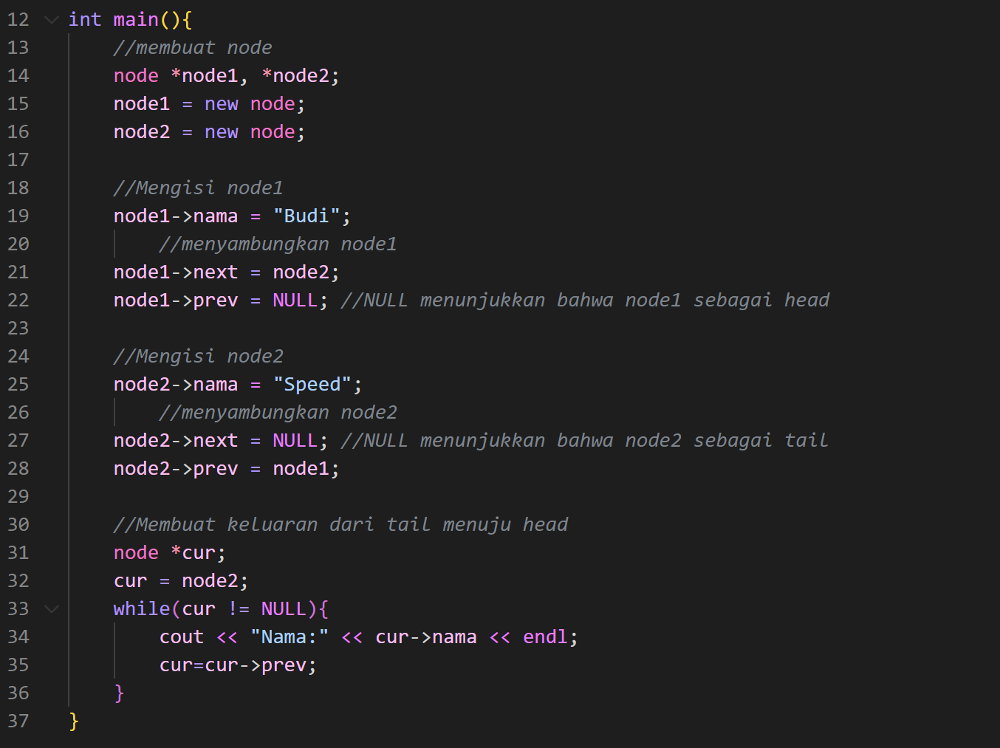 12 int main(){
13     //membuat node
14     node *node1, *node2;
15     node1 = new node;
16     node2 = new node;
17
18     //Mengisi node1
19     node1->nama = "Budi";
20         //menyambungkan node1
21     node1->next = node2;
22     node1->prev = NULL; //NULL menunjukkan bahwa node1 sebagai head
23
24     //Mengisi node2
25     node2->nama = "Speed";
26         //menyambungkan node2
27     node2->next = NULL; //NULL menunjukkan bahwa node2 sebagai tail
28     node2->prev = node1;
29
30     //Membuat keluaran dari tail menuju head
31     node *cur;
32     cur = node2;
33     while(cur != NULL){
34         cout << "Nama:" << cur->nama << endl;
35         cur=cur->prev;
36     }
37 }